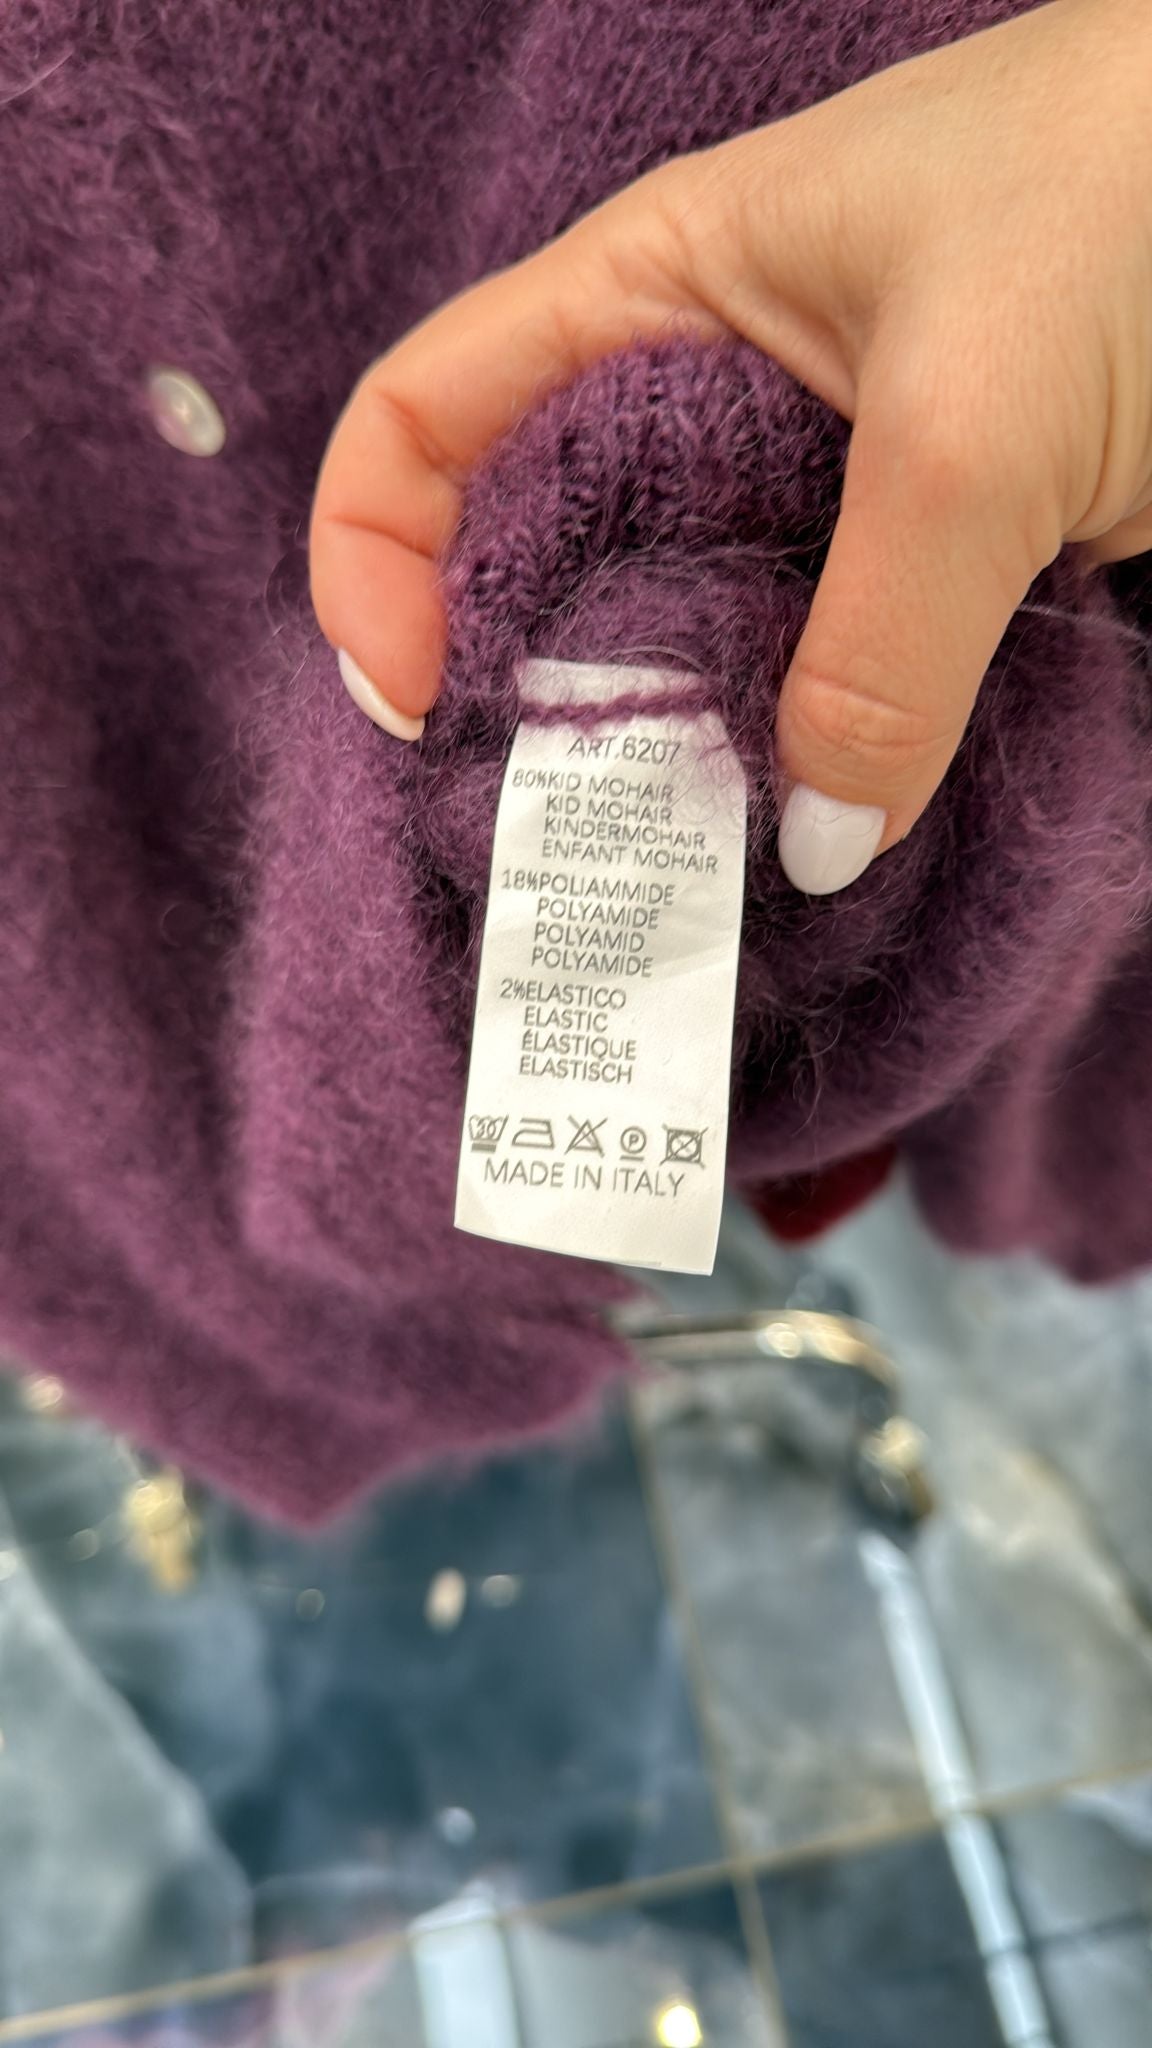 ART.6207
80%KID MOHAIR
KID MOHAIR
KINDERMOHAIR
ENFANT MOHAIR
18%POLIAMMIDE
POLYAMIDE
POLYAMID
POLYAMIDE
2%ELASTICO
ELASTIC
ÉLASTIQUE
ELASTISCH
30 P
MADE IN ITALY